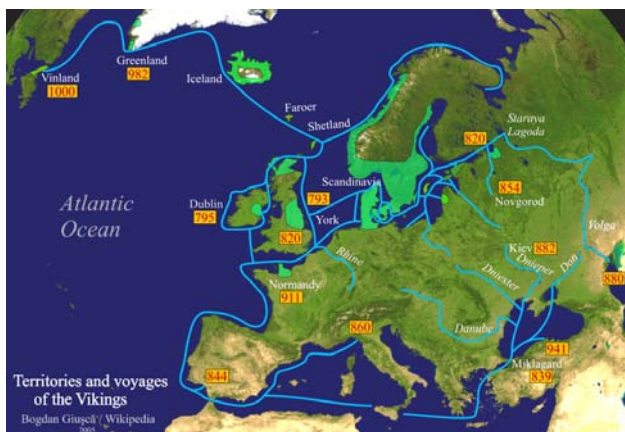 Greenland
982
Vinland
1000
Iceland
Faroer
Shetland
Staraya
Lagoda
820
Scandinavia
793
854
Novgorod
Dublin
795
York
820
Atlantic
Ocean
Rhine
Kiev 882
Volga
Dnieper
Don
880
Dniester
Normandy
911
Danube
860
941
Miklagard
839
844
Territories and voyages
of the Vikings
Bogdan Giuşcă / Wikipedia
2005